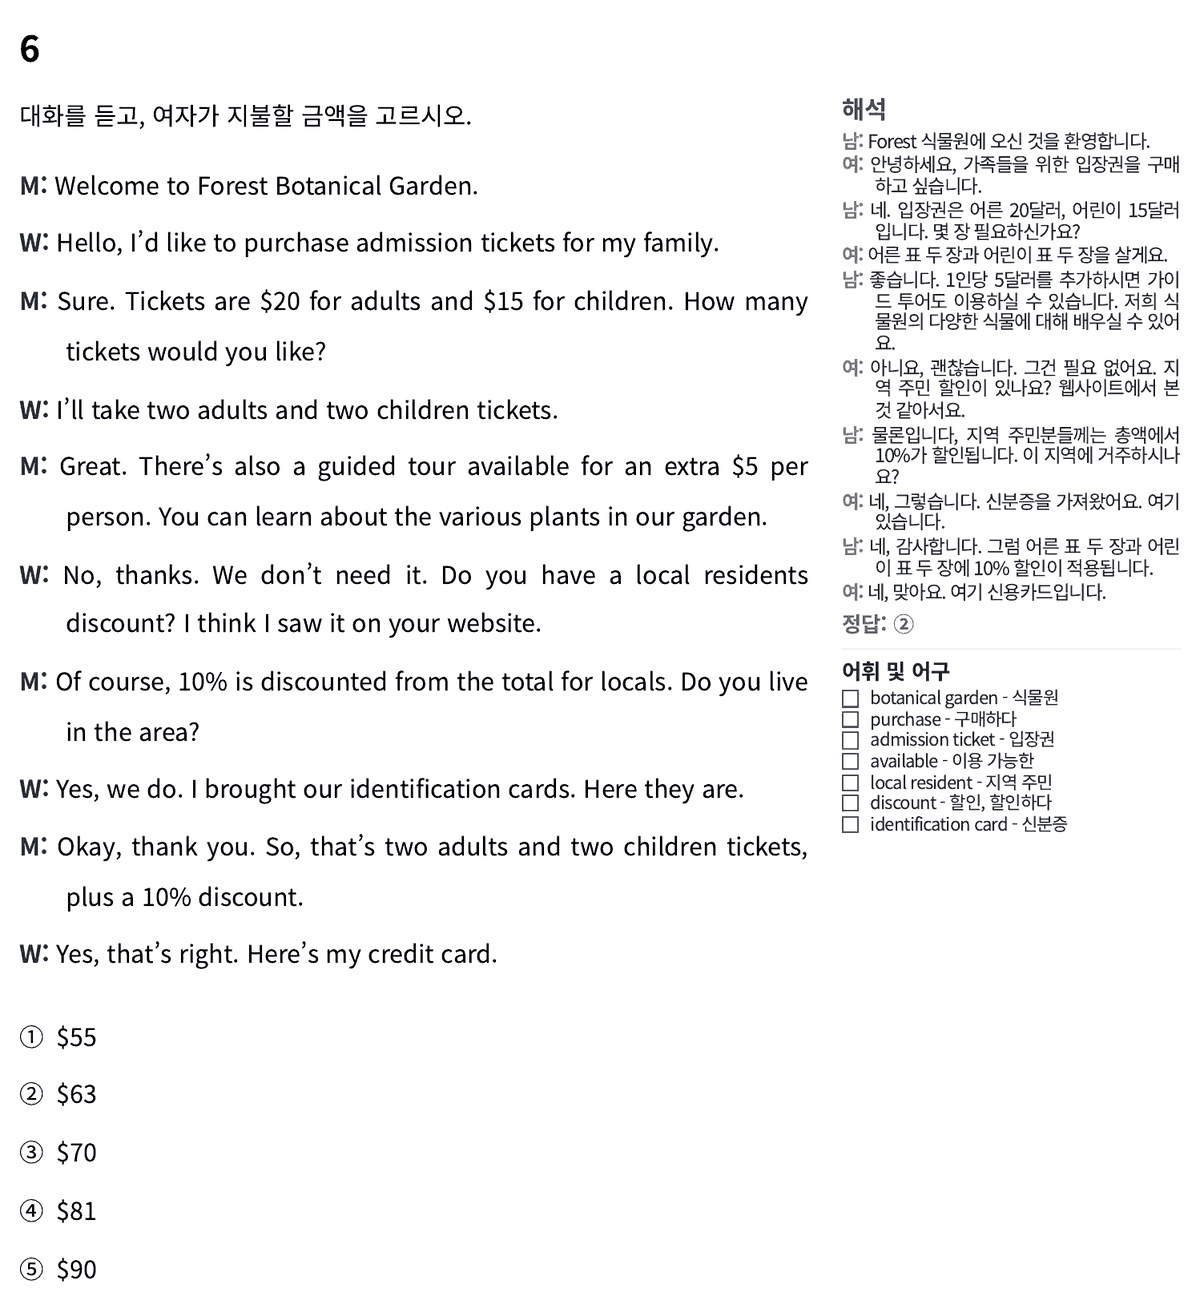 6
대화를 듣고, 여자가 지불할 금액을 고르시오.
M: Welcome to Forest Botanical Garden.
W: Hello, I’d like to purchase admission tickets for my family.
M: Sure. Tickets are $20 for adults and $15 for children. How many
tickets would you like?
W: I’ll take two adults and two children tickets.
M: Great. There’s also a guided tour available for an extra $5 per
person. You can learn about the various plants in our garden.
W: No, thanks. We don’t need it. Do you have a local residents
discount? I think I saw it on your website.
M: Of course, 10% is discounted from the total for locals. Do you live
in the area?
W: Yes, we do. I brought our identification cards. Here they are.
M: Okay, thank you. So, that’s two adults and two children tickets,
plus a 10% discount.
W: Yes, that’s right. Here’s my credit card.
① $55
② $63
③ $70
④ $81
⑤ $90
해석
남: Forest 식물원에 오신 것을 환영합니다.
여: 안녕하세요, 가족들을 위한 입장권을 구매
하고 싶습니다.
남: 네. 입장권은 어른 20달러, 어린이 15달러
입니다. 몇 장 필요하신가요?
여: 어른 표 두 장과 어린이 표 두 장을 살게요.
남: 좋습니다. 1인당 5달러를 추가하시면 가이
드 투어도 이용하실 수 있습니다. 저희 식
물원의 다양한 식물에 대해 배우실 수 있어
요.
여: 아니요, 괜찮습니다. 그건 필요 없어요. 지
역 주민 할인이 있나요? 웹사이트에서 본
것 같아서요.
남: 물론입니다, 지역 주민분들께는 총액에서
10%가 할인됩니다. 이 지역에 거주하시나
요?
여: 네, 그렇습니다. 신분증을 가져왔어요. 여기
있습니다.
남: 네, 감사합니다. 그럼 어른 표 두 장과 어린
이 표 두 장에 10% 할인이 적용됩니다.
여: 네, 맞아요. 여기 신용카드입니다.
정답: ②
어휘 및 어구
□ botanical garden - 식물원
□ purchase - 구매하다
□ admission ticket - 입장권
□ available - 이용 가능한
□ local resident - 지역 주민
□ discount - 할인, 할인하다
□ identification card - 신분증